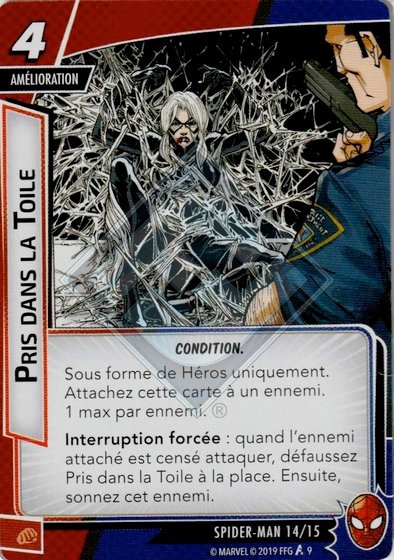 4
AMÉLIORATION
PRIS DANS LA TOILE
CONDITION.
Sous forme de Héros uniquement.
Attachez cette carte à un ennemi.
1 max par ennemi. ®
Interruption forcée : quand l'ennemi
attaché est censé attaquer, défaussez
Pris dans la Toile à la place. Ensuite,
sonnez cet ennemi.
SPIDER-MAN 14/15
© MARVEL © 2019 FFG 9